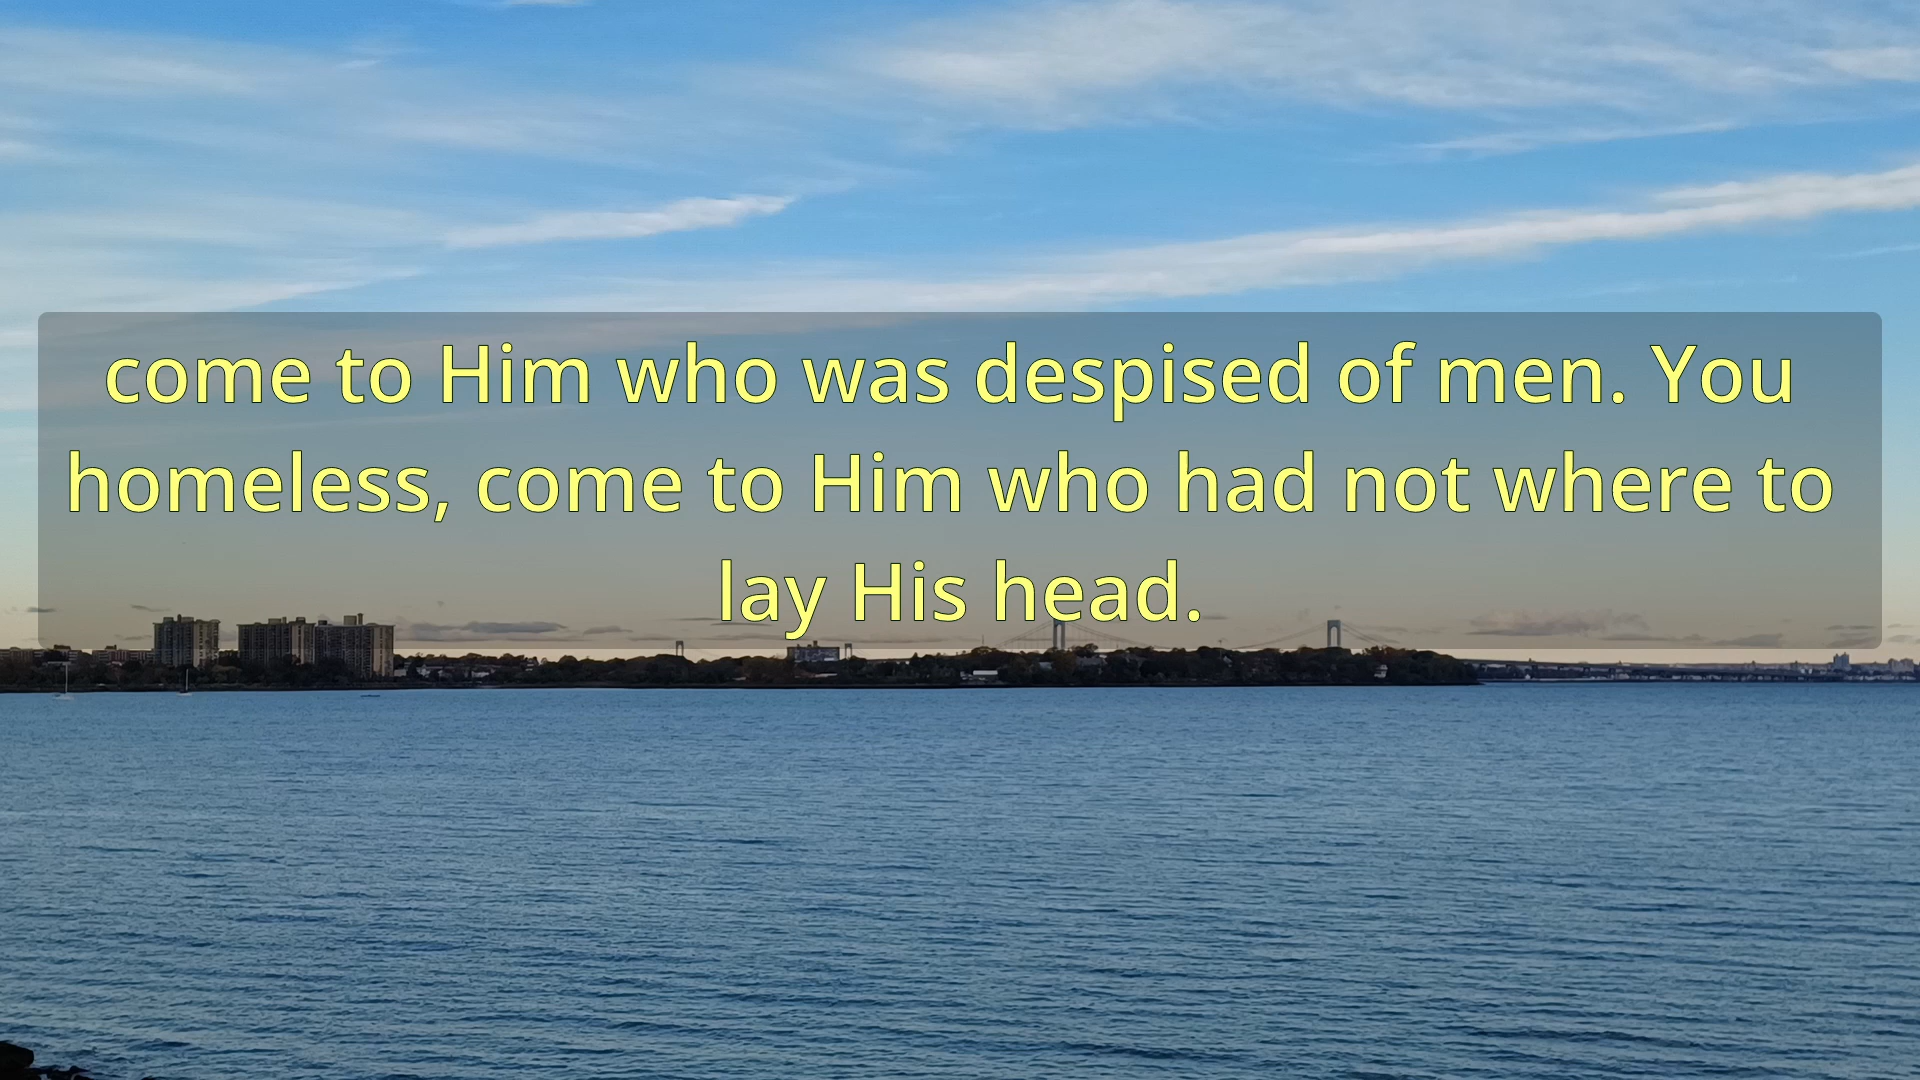 come to Him who was despised of men. You
homeless, come to Him who had not where to
lay His head.